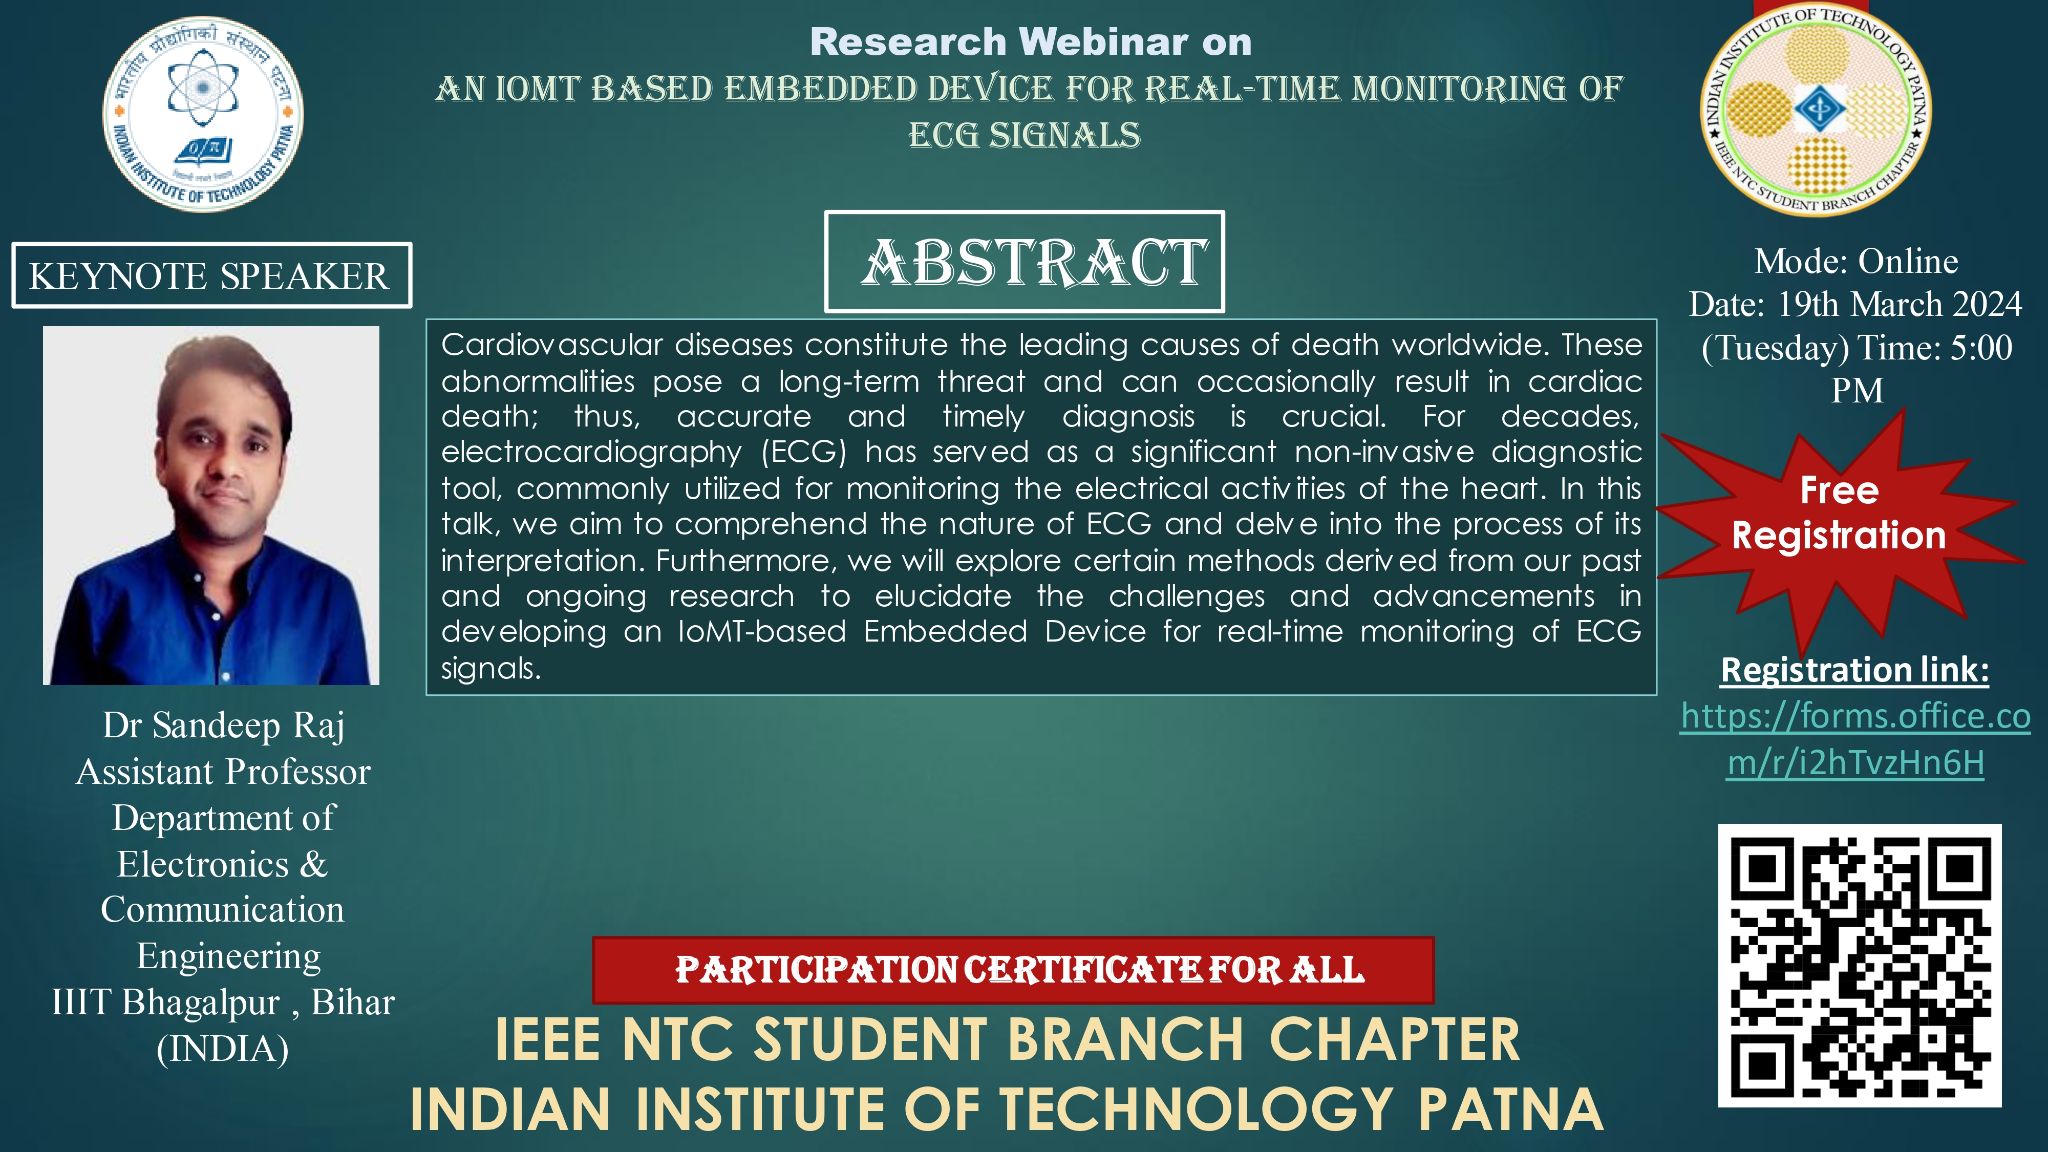 भारतीय प्रौद्योगिकी संस्थान पटना
INDIAN INSTITUTE OF TECHNOLOGY PATNA
Research Webinar on
AN IOMT BASED EMBEDDED DEVICE FOR REAL-TIME MONITORING OF
ECG SIGNALS
INDIAN INSTITUTE OF TECHNOLOGY PATNA
★ IEEE NTC STUDENT BRANCH CHAPTER ★
KEYNOTE SPEAKER
Dr Sandeep Raj
Assistant Professor
Department of
Electronics &
Communication
Engineering
IIIT Bhagalpur , Bihar
(INDIA)
ABSTRACT
Cardiovascular diseases constitute the leading causes of death worldwide. These
abnormalities pose a long-term threat and can occasionally result in cardiac
death; thus, accurate and timely diagnosis is crucial. For decades,
electrocardiography (ECG) has served as a significant non-invasive diagnostic
tool, commonly utilized for monitoring the electrical activities of the heart. In this
talk, we aim to comprehend the nature of ECG and delve into the process of its
interpretation. Furthermore, we will explore certain methods derived from our past
and ongoing research to elucidate the challenges and advancements in
developing an IoMT-based Embedded Device for real-time monitoring of ECG
signals.
Mode: Online
Date: 19th March 2024
(Tuesday) Time: 5:00
PM
Free
Registration
Registration link:
https://forms.office.co
m/r/i2hTvzHn6H
PARTICIPATION CERTIFICATE FOR ALL
IEEE NTC STUDENT BRANCH CHAPTER
INDIAN INSTITUTE OF TECHNOLOGY PATNA